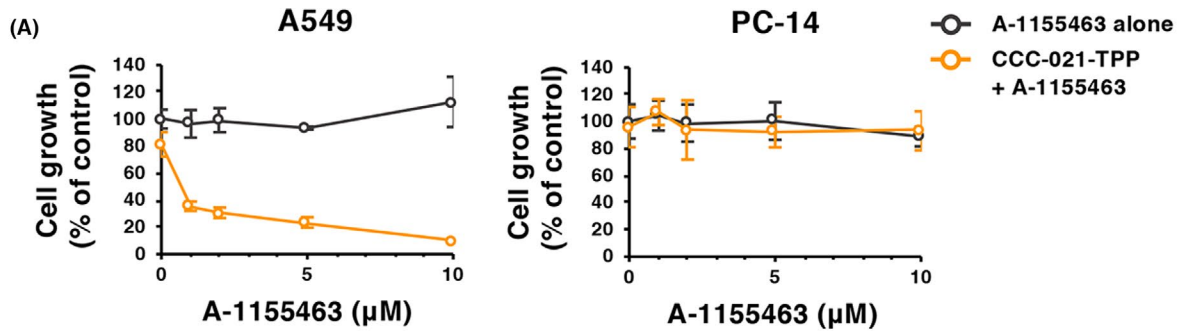 (A)
A549
Cell growth
(% of control)
140
120
100
80
60
40
20
0
0
5
10
A-1155463 (µM)
PC-14
Cell growth
(% of control)
140
120
100
80
60
40
20
0
0
5
10
A-1155463 (µM)
A-1155463 alone
CCC-021-TPP
+ A-1155463